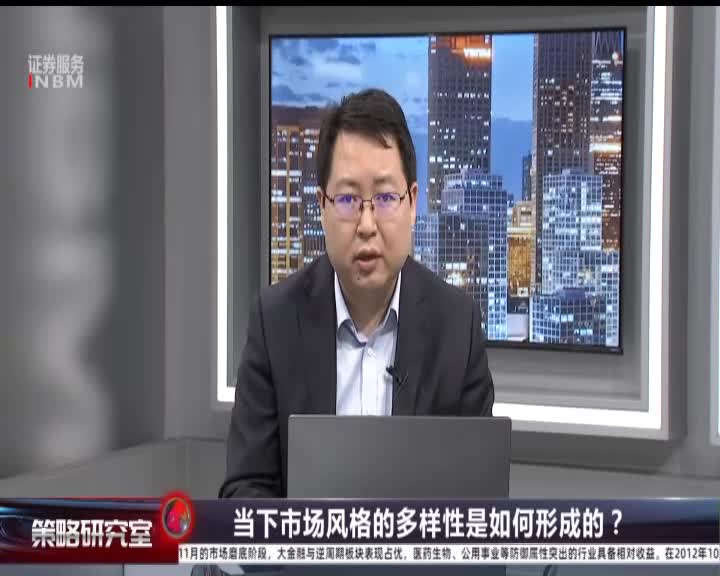 证券服务
iNBM
当下市场风格的多样性是如何形成的？
策略研究室
11月的市场磨底阶段，大金融与逆周期板块表现占优，医药生物、公用事业等防御属性突出的行业具备相对收益。在2012年10